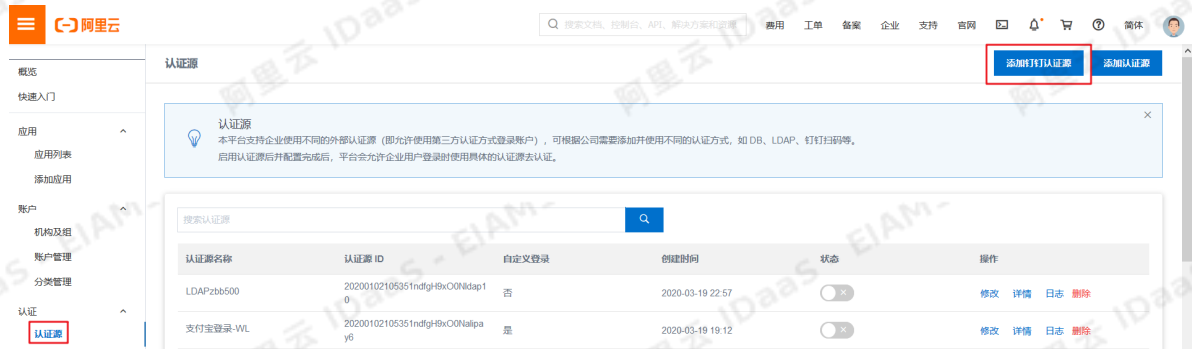 阿里云
搜索文档、控制台、API、解决方案和资源
费用 工单 备案 企业 支持 官网 简体
概览
快速入门
应用
应用列表
添加应用
账户
机构及组
账户管理
分类管理
认证
认证源
认证源
添加钉钉认证源 添加认证源
认证源
本平台支持企业使用不同的外部认证源（即允许使用第三方认证方式登录账户），可根据公司需要添加并使用不同的认证方式，如 DB、LDAP、钉钉扫码等。
启用认证源后并配置完成后，平台会允许企业用户登录时使用具体的认证源去认证。
搜索认证源
认证源名称 认证源 ID 自定义登录 创建时间 状态 操作
LDAPzbb500 20200102105351ndfgH9xO0Nldap1
0 否 2020-03-19 22:57 修改 详情 日志 删除
支付宝登录-WL 20200102105351ndfgH9xO0Nalipa
y6 是 2020-03-19 19:12 修改 详情 日志 删除
阿里云 IDaaS
IDaaS - EIAM